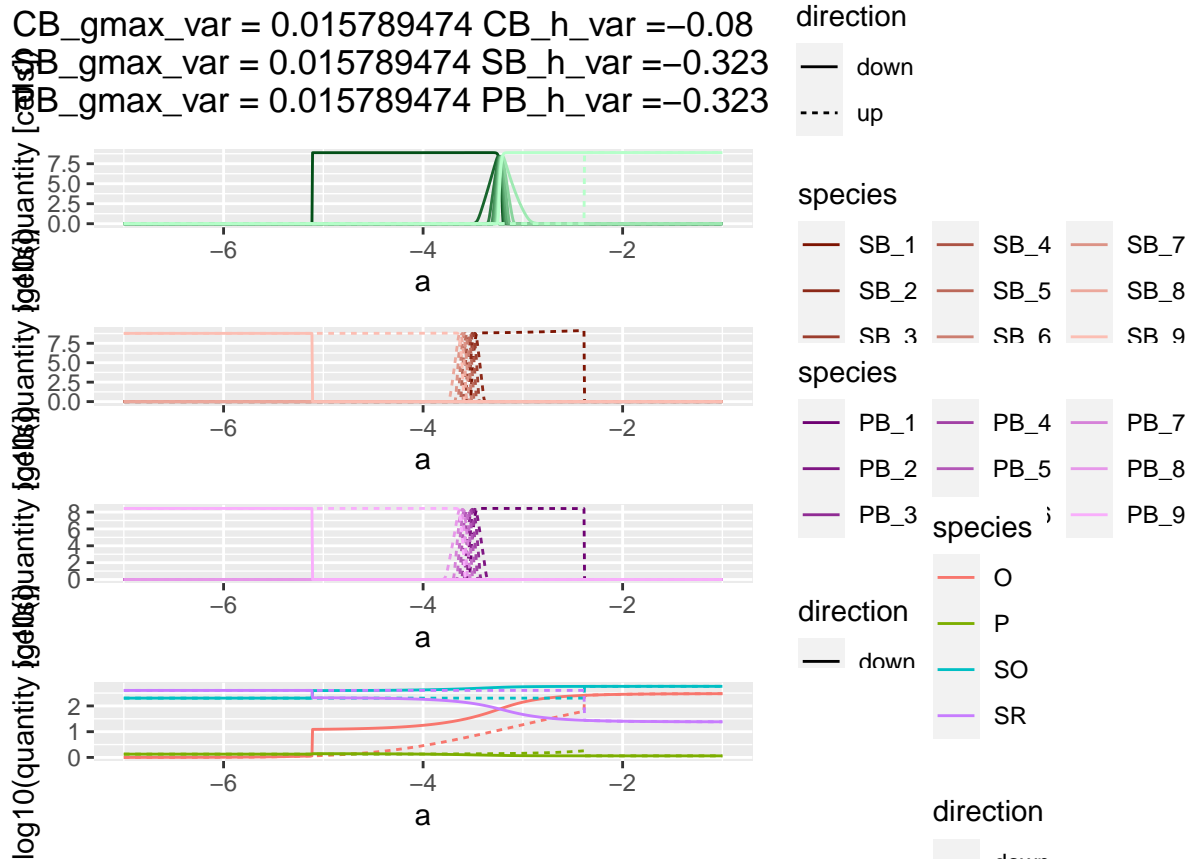 CB_gmax_var = 0.015789474 CB_h_var =−0.08
SB_gmax_var = 0.015789474 SB_h_var =−0.323
PB_gmax_var = 0.015789474 PB_h_var =−0.323
direction
down
up
7.5
5.0
2.5
0.0
−6
−4
−2
a
species
SB_1
SB_4
SB_7
SB_2
SB_5
SB_8
SB_3
SB_6
SB_9
7.5
5.0
2.5
0.0
−6
−4
−2
a
species
PB_1
PB_4
PB_7
PB_2
PB_5
PB_8
PB_3
PB_9
8
6
4
2
0
−6
−4
−2
a
species
O
P
SO
SR
direction
down
log10(quantity
2
1
0
−6
−4
−2
a
direction
down